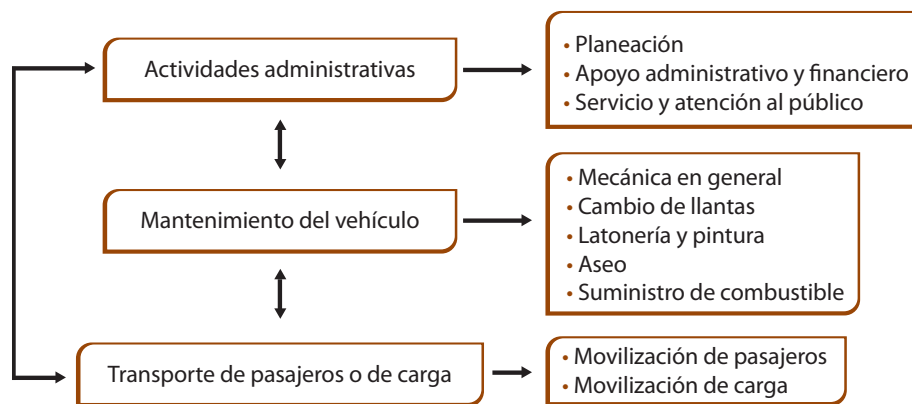 Actividades administrativas
• Planeación
• Apoyo administrativo y financiero
• Servicio y atención al público
Mantenimiento del vehículo
• Mecánica en general
• Cambio de llantas
• Latonería y pintura
• Aseo
• Suministro de combustible
Transporte de pasajeros o de carga
• Movilización de pasajeros
• Movilización de carga